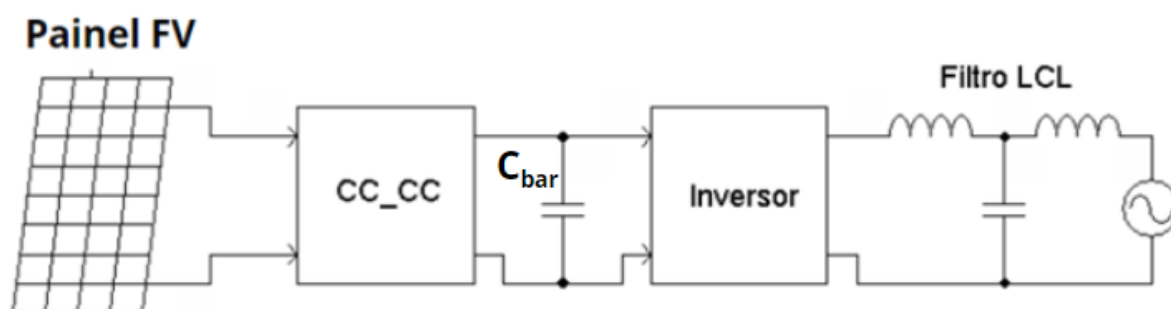 Painel FV
Filtro LCL
CC_CC
Cbar
Inversor